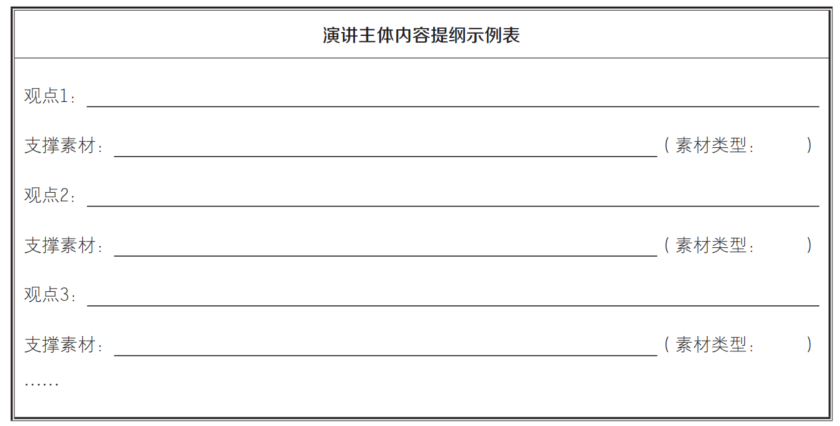 演讲主体内容提纲示例表
观点1：
支撑素材：（素材类型：  ）
观点2：
支撑素材：（素材类型：  ）
观点3：
支撑素材：（素材类型：  ）
……